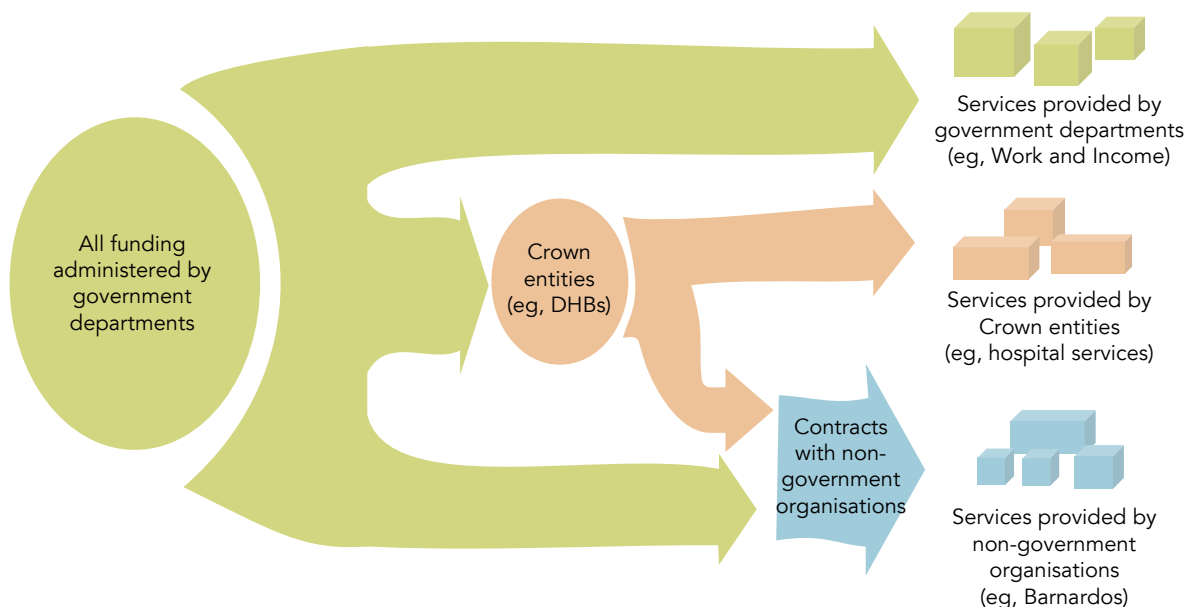 All funding
administered by
government
departments
Crown
entities
(eg, DHBs)
Contracts
with non-
government
organisations
Services provided by
government departments
(eg, Work and Income)
Services provided by
Crown entities
(eg, hospital services)
Services provided by
non-government
organisations
(eg, Barnardos)